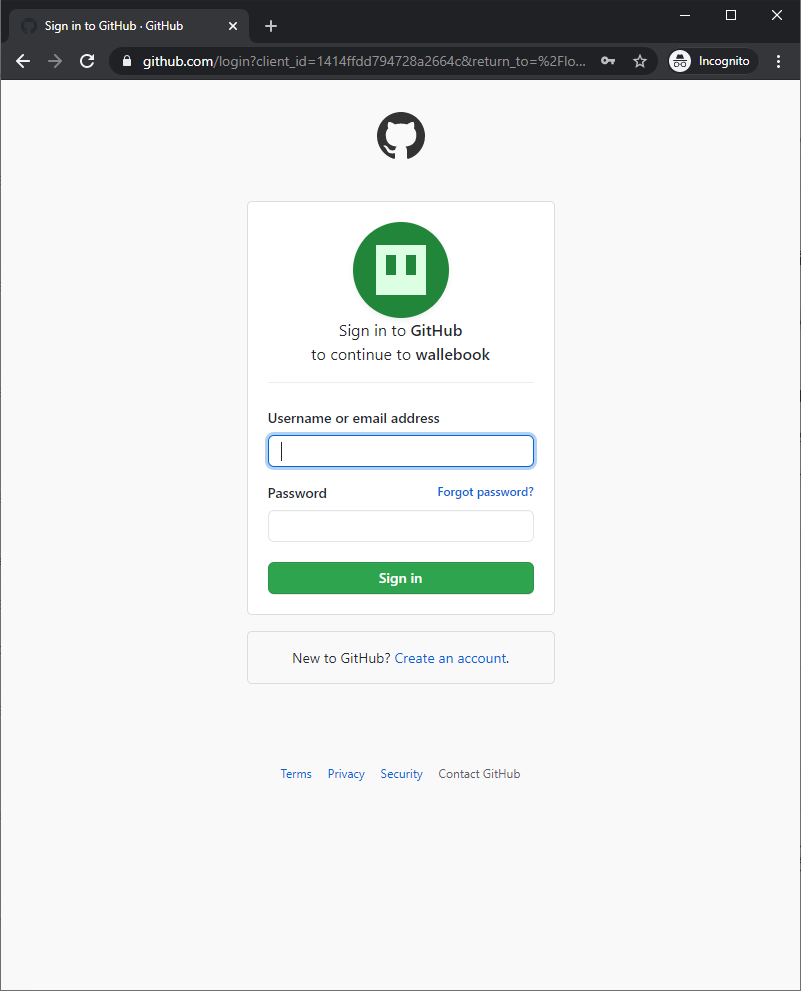 Sign in to GitHub · GitHub
github.com/login?client_id=1414ffdd794728a2664c&return_to=%2Flo...
Incognito
Sign in to GitHub
to continue to wallebook
Username or email address
Password
Forgot password?
Sign in
New to GitHub? Create an account.
Terms
Privacy
Security
Contact GitHub